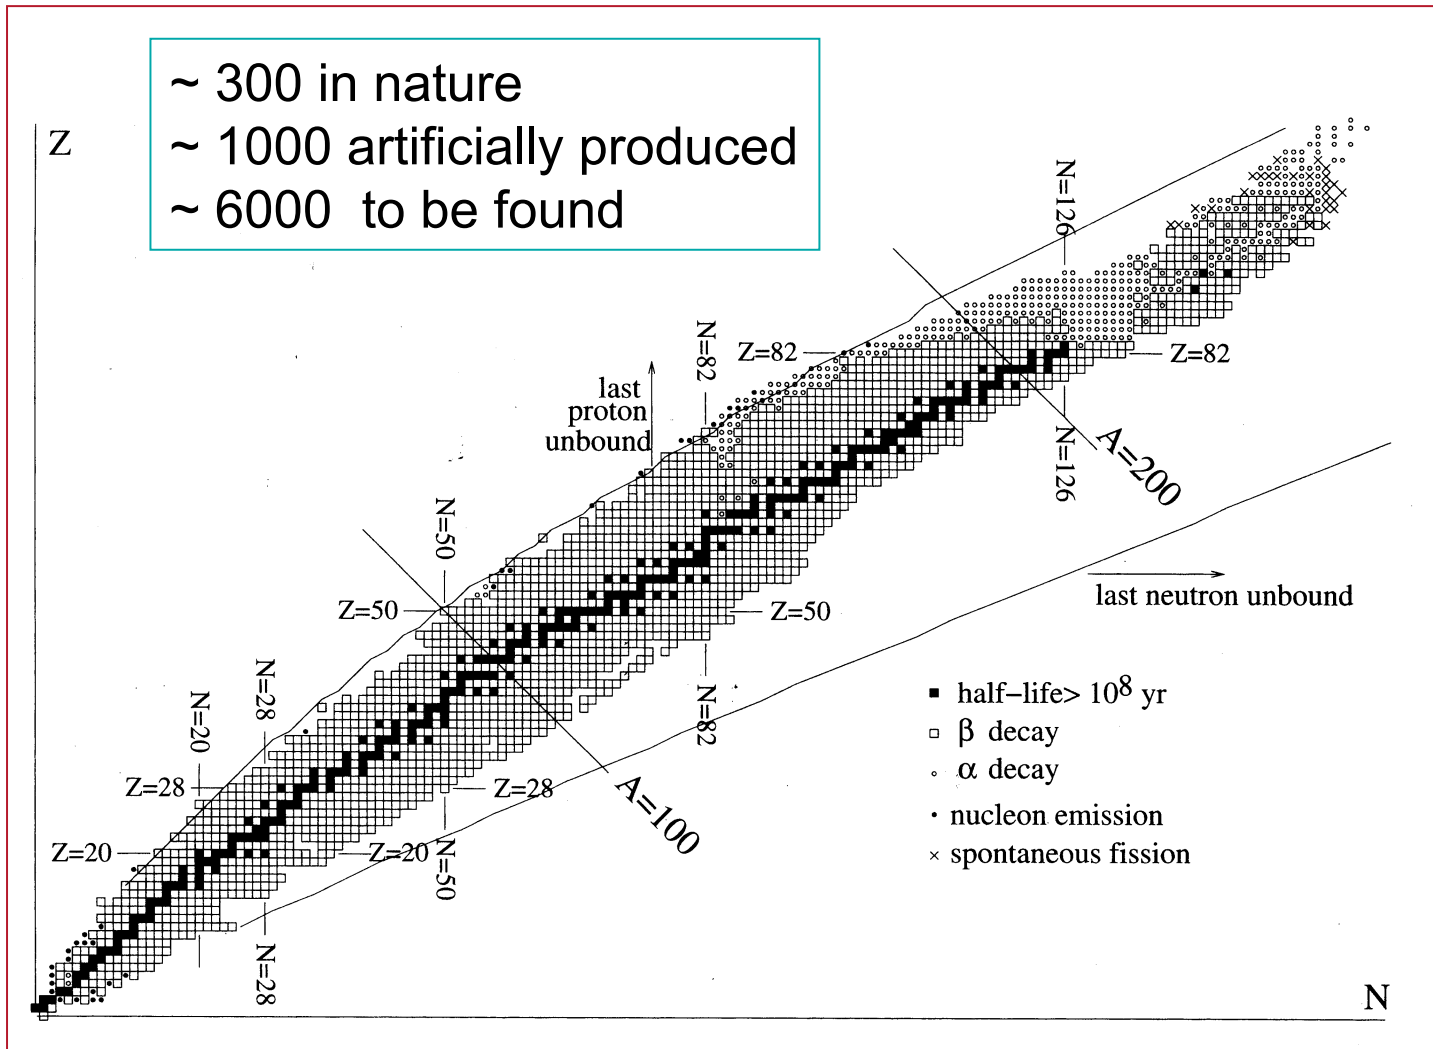 ~ 300 in nature
~ 1000 artificially produced
~ 6000 to be found
Z
N=126
N=82
Z=82
Z=82
last
proton
unbound
N=126
A=200
N=50
last neutron unbound
Z=50
Z=50
N=28
N=20
N=82
half-life> 10⁸ yr
β decay
α decay
nucleon emission
spontaneous fission
Z=28
Z=28
A=100
Z=20
Z=20
N=50
N=28
N